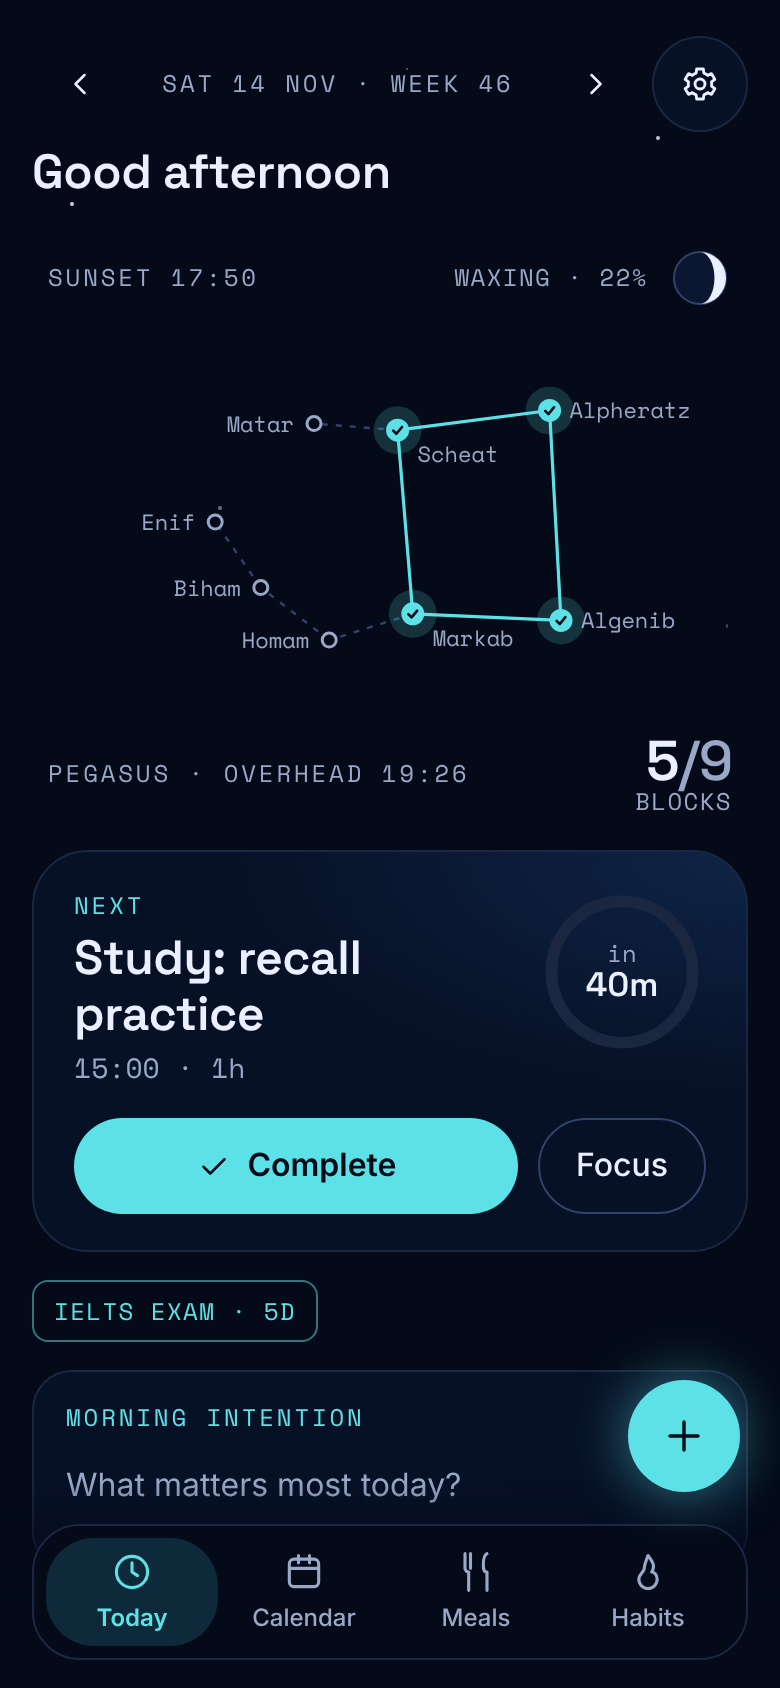 SAT 14 NOV · WEEK 46
Good afternoon
SUNSET 17:50
WAXING · 22%
Matar
Alpheratz
Scheat
Enif
Biham
Homam
Markab
Algenib
PEGASUS · OVERHEAD 19:26
5/9
BLOCKS
NEXT
Study: recall
practice
15:00 · 1h
in
40m
Complete
Focus
IELTS EXAM · 5D
MORNING INTENTION
What matters most today?
Today
Calendar
Meals
Habits